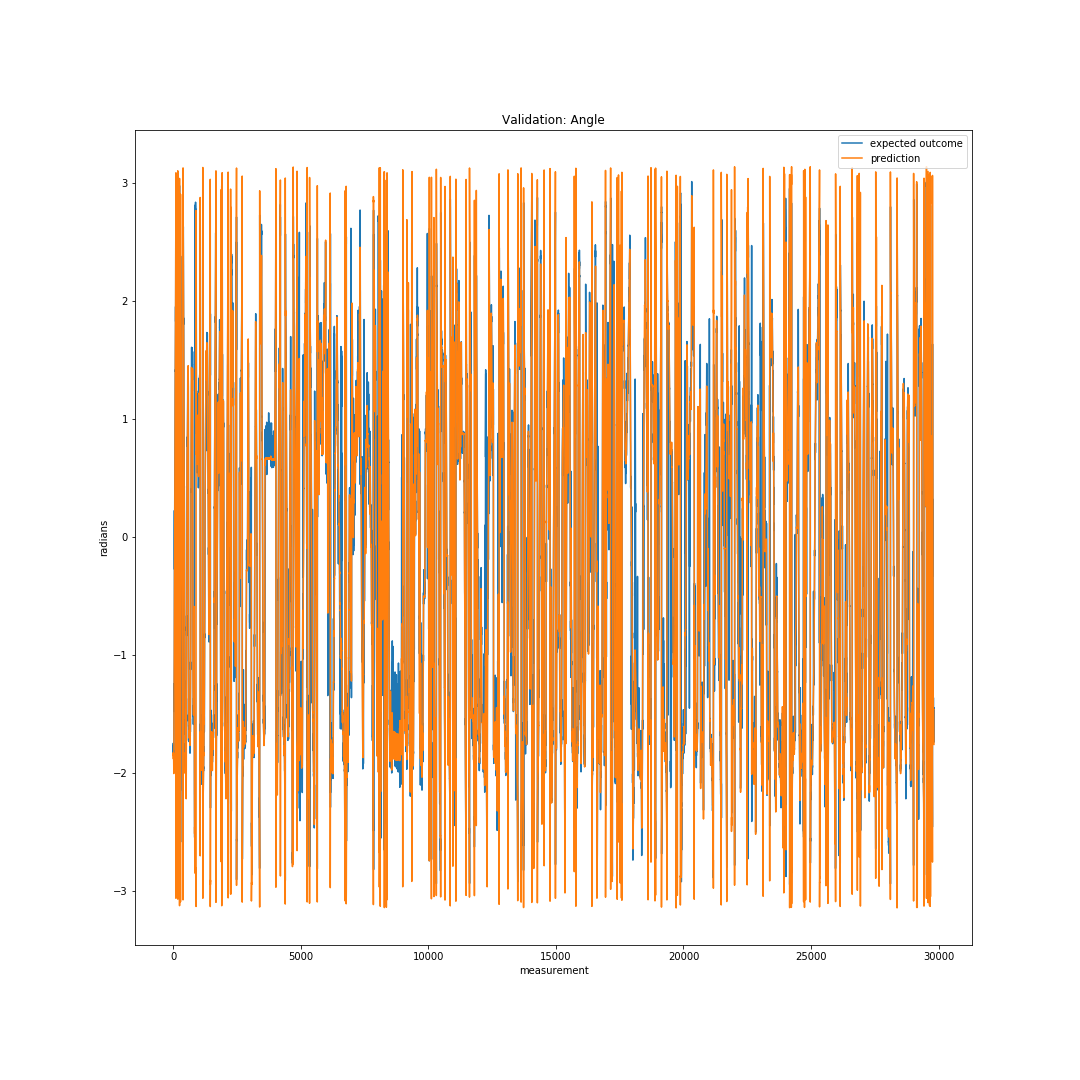 Validation: Angle
expected outcome
prediction
radians
3
2
1
0
−1
−2
−3
0 5000 10000 15000 20000 25000 30000
measurement